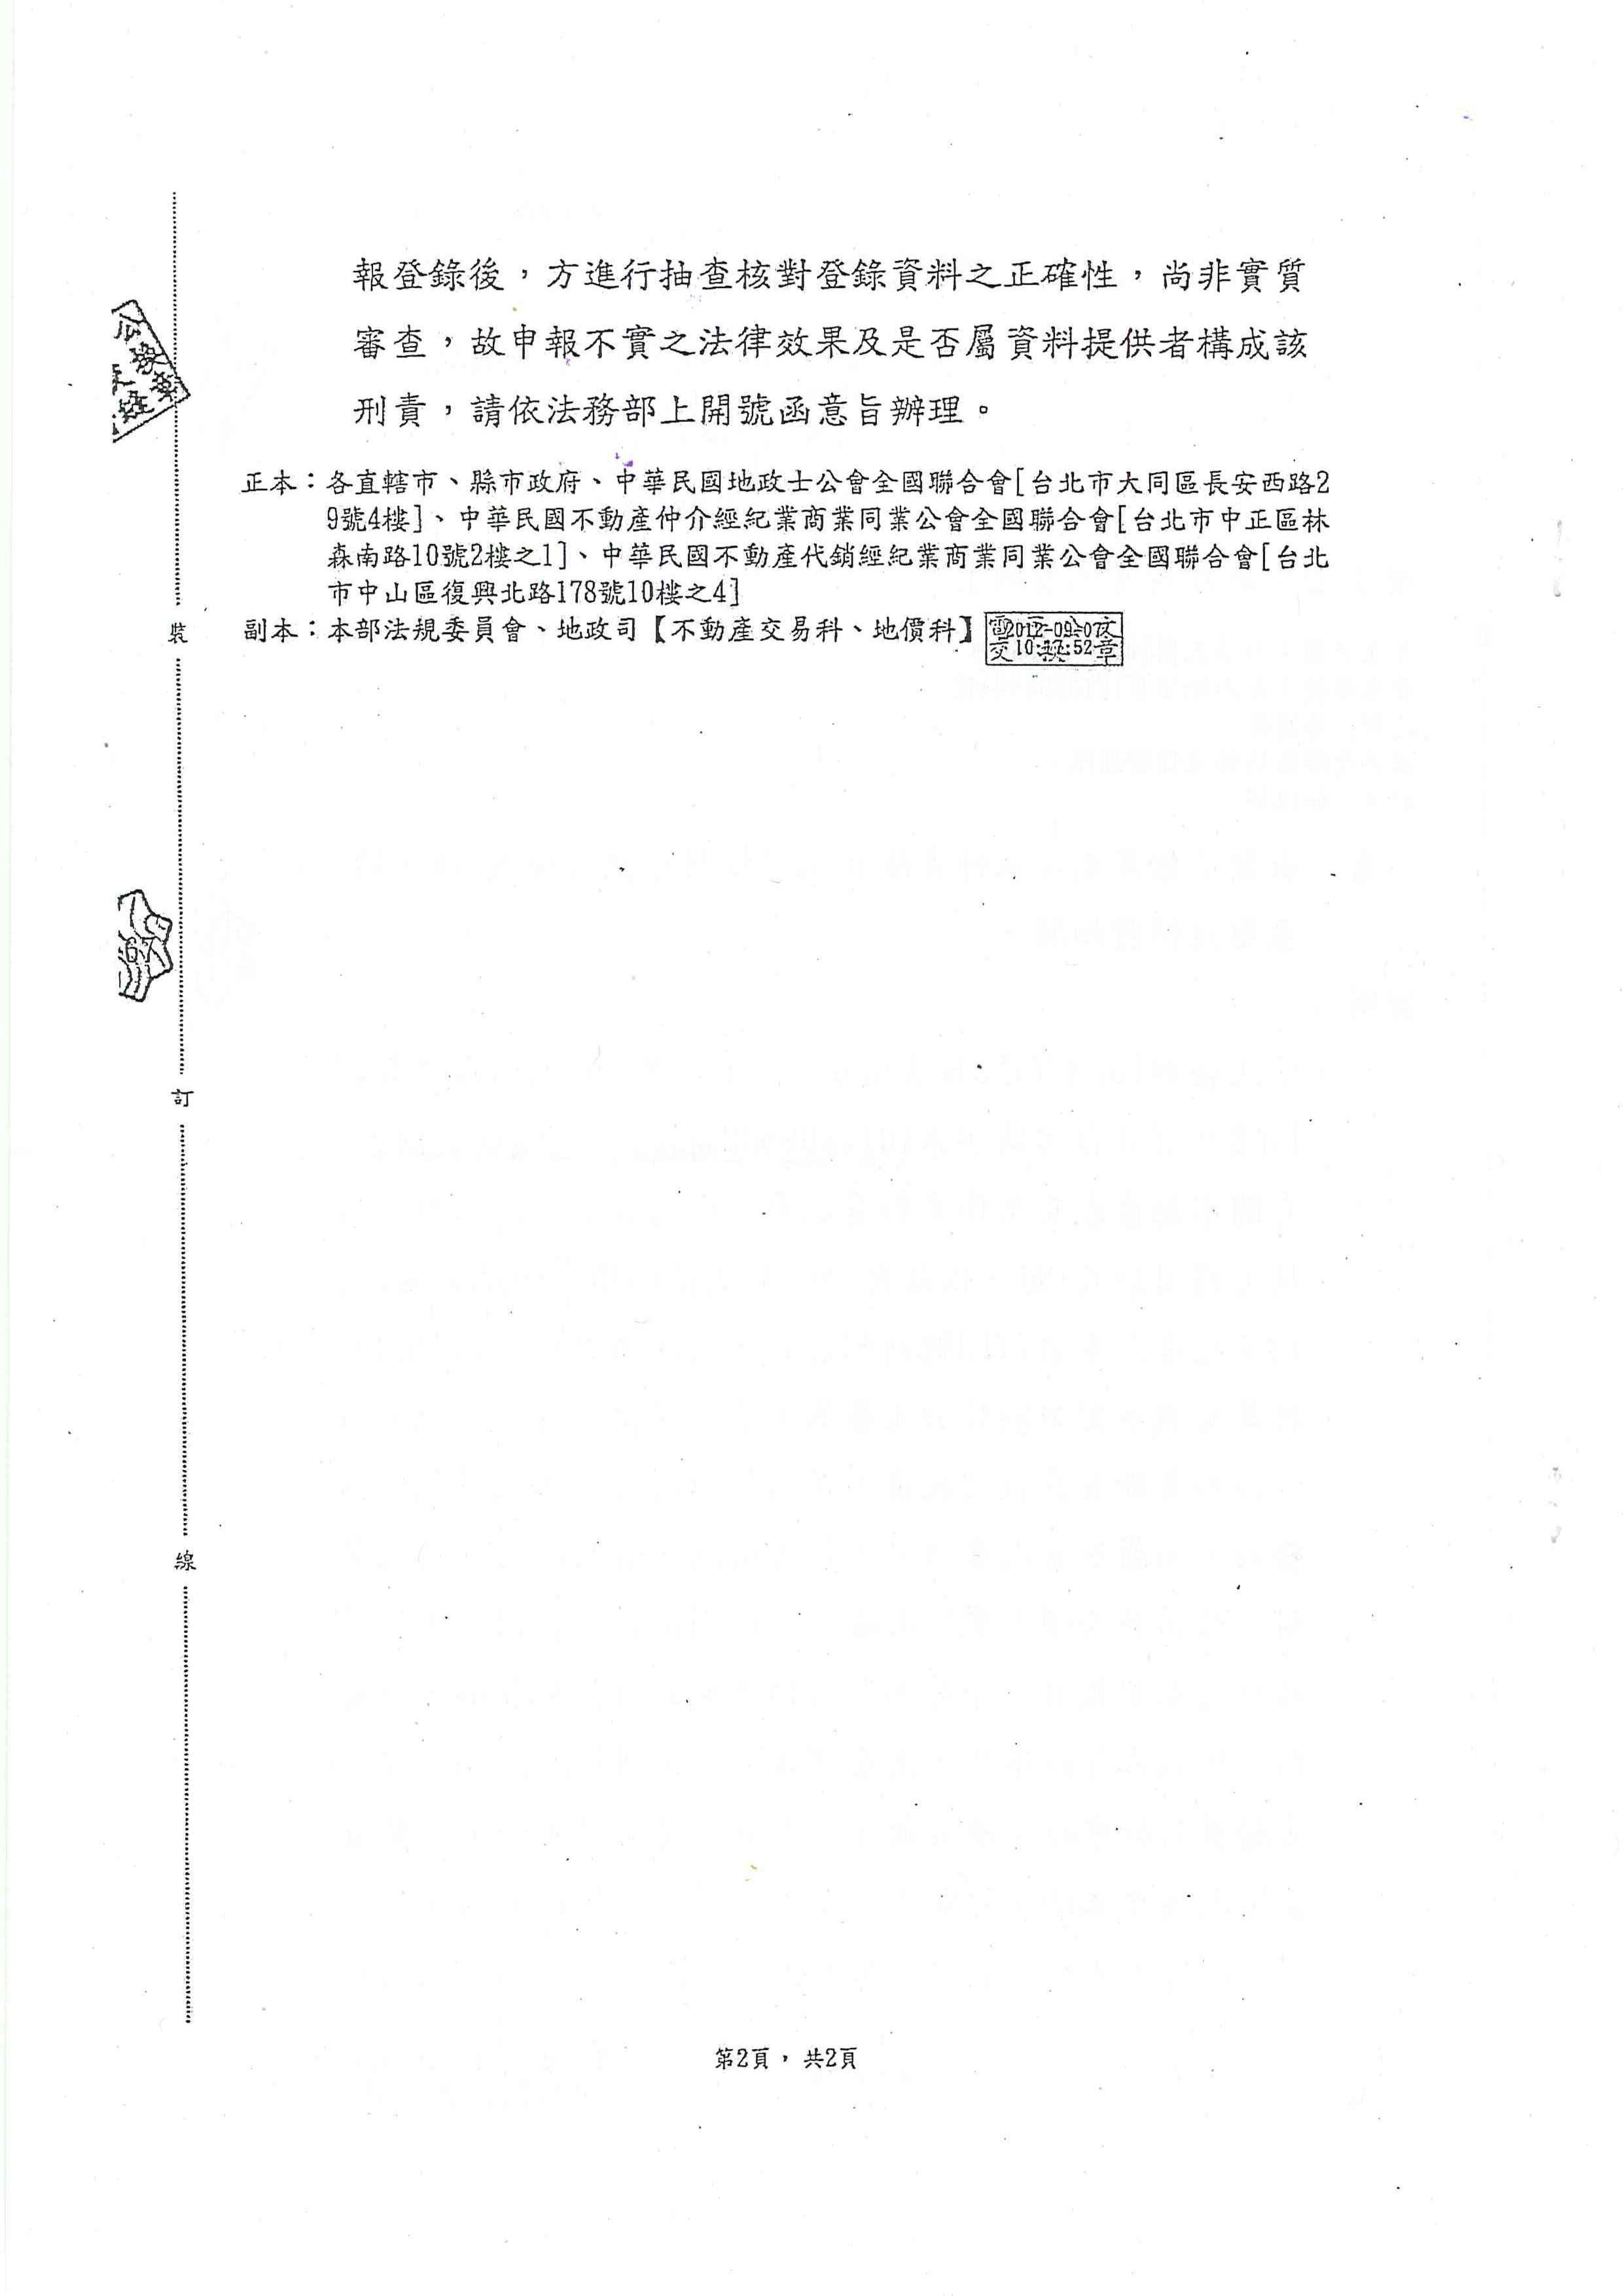 報登錄後，方進行抽查核對登錄資料之正確性，尚非實質
審查，故申報不實之法律效果及是否屬資料提供者構成該
刑責，請依法務部上開號函意旨辦理。
正本：各直轄市、縣市政府、中華民國地政士公會全國聯合會[台北市大同區長安西路2
9號4樓]、中華民國不動產仲介經紀業商業同業公會全國聯合會[台北市中正區林
森南路10號2樓之1]、中華民國不動產代銷經紀業商業同業公會全國聯合會[台北
市中山區復興北路178號10樓之4]
副本：本部法規委員會、地政司【不動產交易科、地價科】
裝
訂
線
第2頁，共2頁